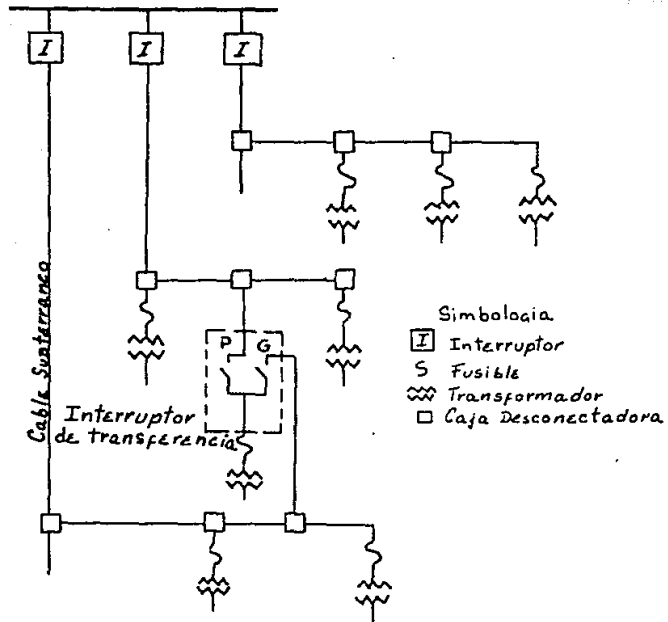 I
I
I
Cable Subterraneo
P G
Interruptor
de transferencia
Simbologia
I Interruptor
S Fusible
Transformador
Caja Desconectadora